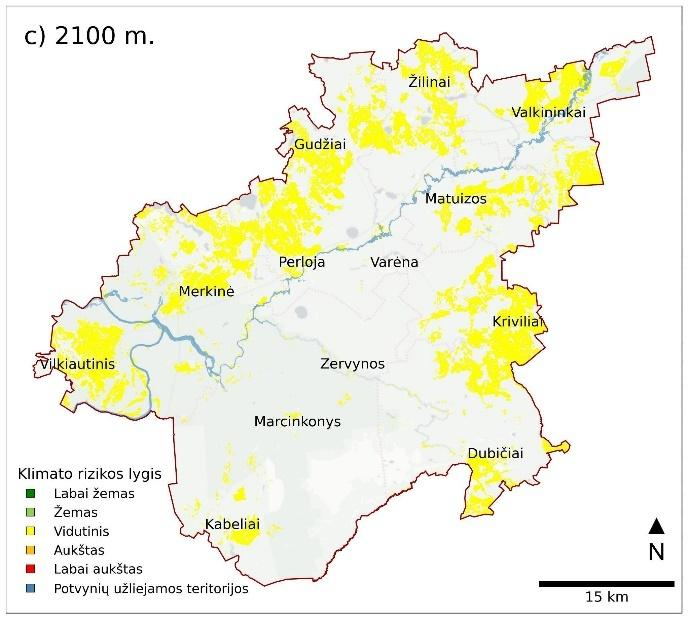 c) 2100 m.
Žilinai
Valkininkai
Gudžiai
Matuizos
Perloja
Varėna
Merkinė
Kriviliai
Vilkiautinis
Zervynos
Marcinkonys
Dubičiai
Kabeliai
Klimato rizikos lygis
Labai žemas
Žemas
Vidutinis
Aukštas
Labai aukštas
Potvynių užliejamos teritorijos
N
15 km